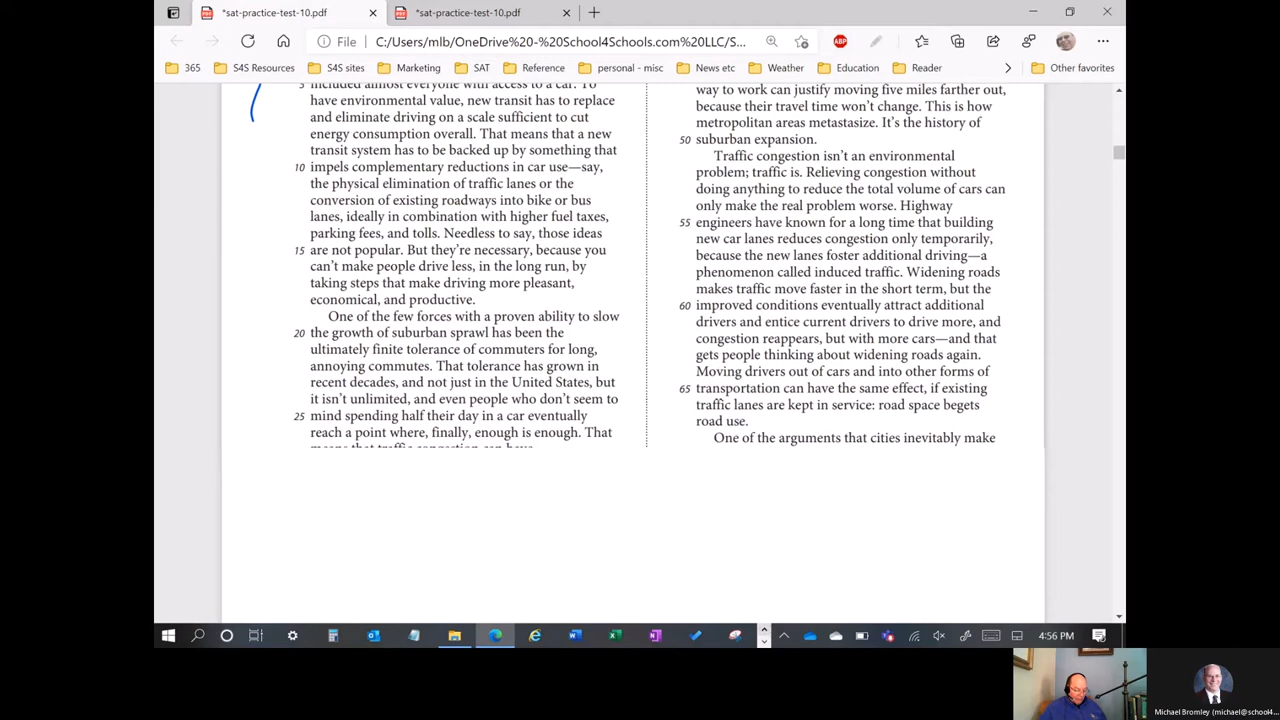 *sat-practice-test-10.pdf
*sat-practice-test-10.pdf
File
C:/Users/mlb/OneDrive%20-%20School4Schools.com%20LLC/S...
ABP
365
S4S Resources
S4S sites
Marketing
SAT
Reference
personal - misc
News etc
Weather
Education
Reader
Other favorites
5 included almost everyone with access to a car. To
have environmental value, new transit has to replace
and eliminate driving on a scale sufficient to cut
energy consumption overall. That means that a new
transit system has to be backed up by something that
10 impels complementary reductions in car use—say,
the physical elimination of traffic lanes or the
conversion of existing roadways into bike or bus
lanes, ideally in combination with higher fuel taxes,
parking fees, and tolls. Needless to say, those ideas
15 are not popular. But they're necessary, because you
can't make people drive less, in the long run, by
taking steps that make driving more pleasant,
economical, and productive.
One of the few forces with a proven ability to slow
20 the growth of suburban sprawl has been the
ultimately finite tolerance of commuters for long,
annoying commutes. That tolerance has grown in
recent decades, and not just in the United States, but
it isn't unlimited, and even people who don't seem to
25 mind spending half their day in a car eventually
reach a point where, finally, enough is enough. That
means that traffic congestion can have
way to work can justify moving five miles farther out,
because their travel time won't change. This is how
metropolitan areas metastasize. It's the history of
50 suburban expansion.
Traffic congestion isn't an environmental
problem; traffic is. Relieving congestion without
doing anything to reduce the total volume of cars can
only make the real problem worse. Highway
55 engineers have known for a long time that building
new car lanes reduces congestion only temporarily,
because the new lanes foster additional driving—a
phenomenon called induced traffic. Widening roads
makes traffic move faster in the short term, but the
60 improved conditions eventually attract additional
drivers and entice current drivers to drive more, and
congestion reappears, but with more cars—and that
gets people thinking about widening roads again.
Moving drivers out of cars and into other forms of
65 transportation can have the same effect, if existing
traffic lanes are kept in service: road space begets
road use.
One of the arguments that cities inevitably make
4:56 PM
Michael Bromley (michael@school4...